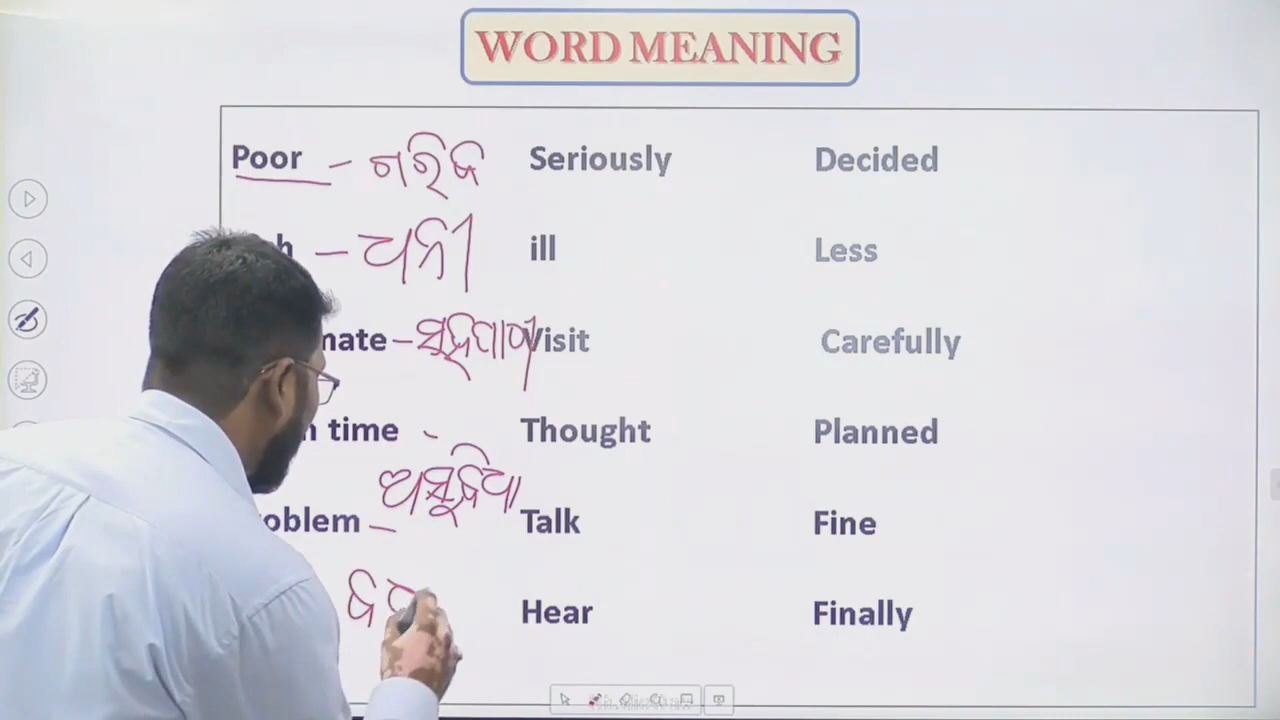 WORD MEANING
Poor – ଗରିବ Seriously Decided
– ଧନୀ ill Less
mate – Visit Carefully
time - Thought Planned
ଅସୁବିଧା
oblem – Talk Fine
Hear Finally